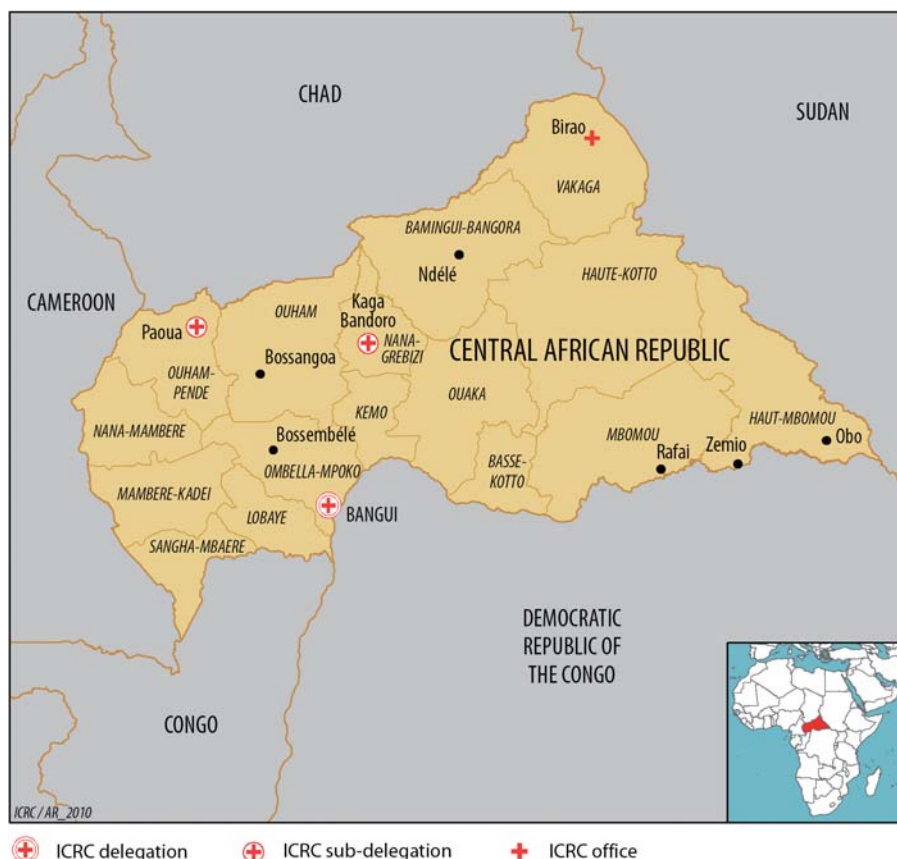 CHAD
SUDAN
Birao
VAKAGA
BAMINGUI-BANGORA
Ndélé
HAUTE-KOTTO
CAMEROON
OUHAM
Kaga
Bandoro
Paoua
NANA-
GREBIZI
CENTRAL AFRICAN REPUBLIC
Bossangoa
OUHAM-
PENDE
OUAKA
KEMO
HAUT-MBOMOU
NANA-MAMBERE
MBOMOU
Obo
Bossembélé
Zemio
Rafai
BASSE-
KOTTO
OMBELLA-MPOKO
MAMBERE-KADEI
LOBAYE
BANGUI
SANGHA-MBAERE
DEMOCRATIC
REPUBLIC OF
THE CONGO
CONGO
ICRC / AR_2010
ICRC delegation
ICRC sub-delegation
ICRC office